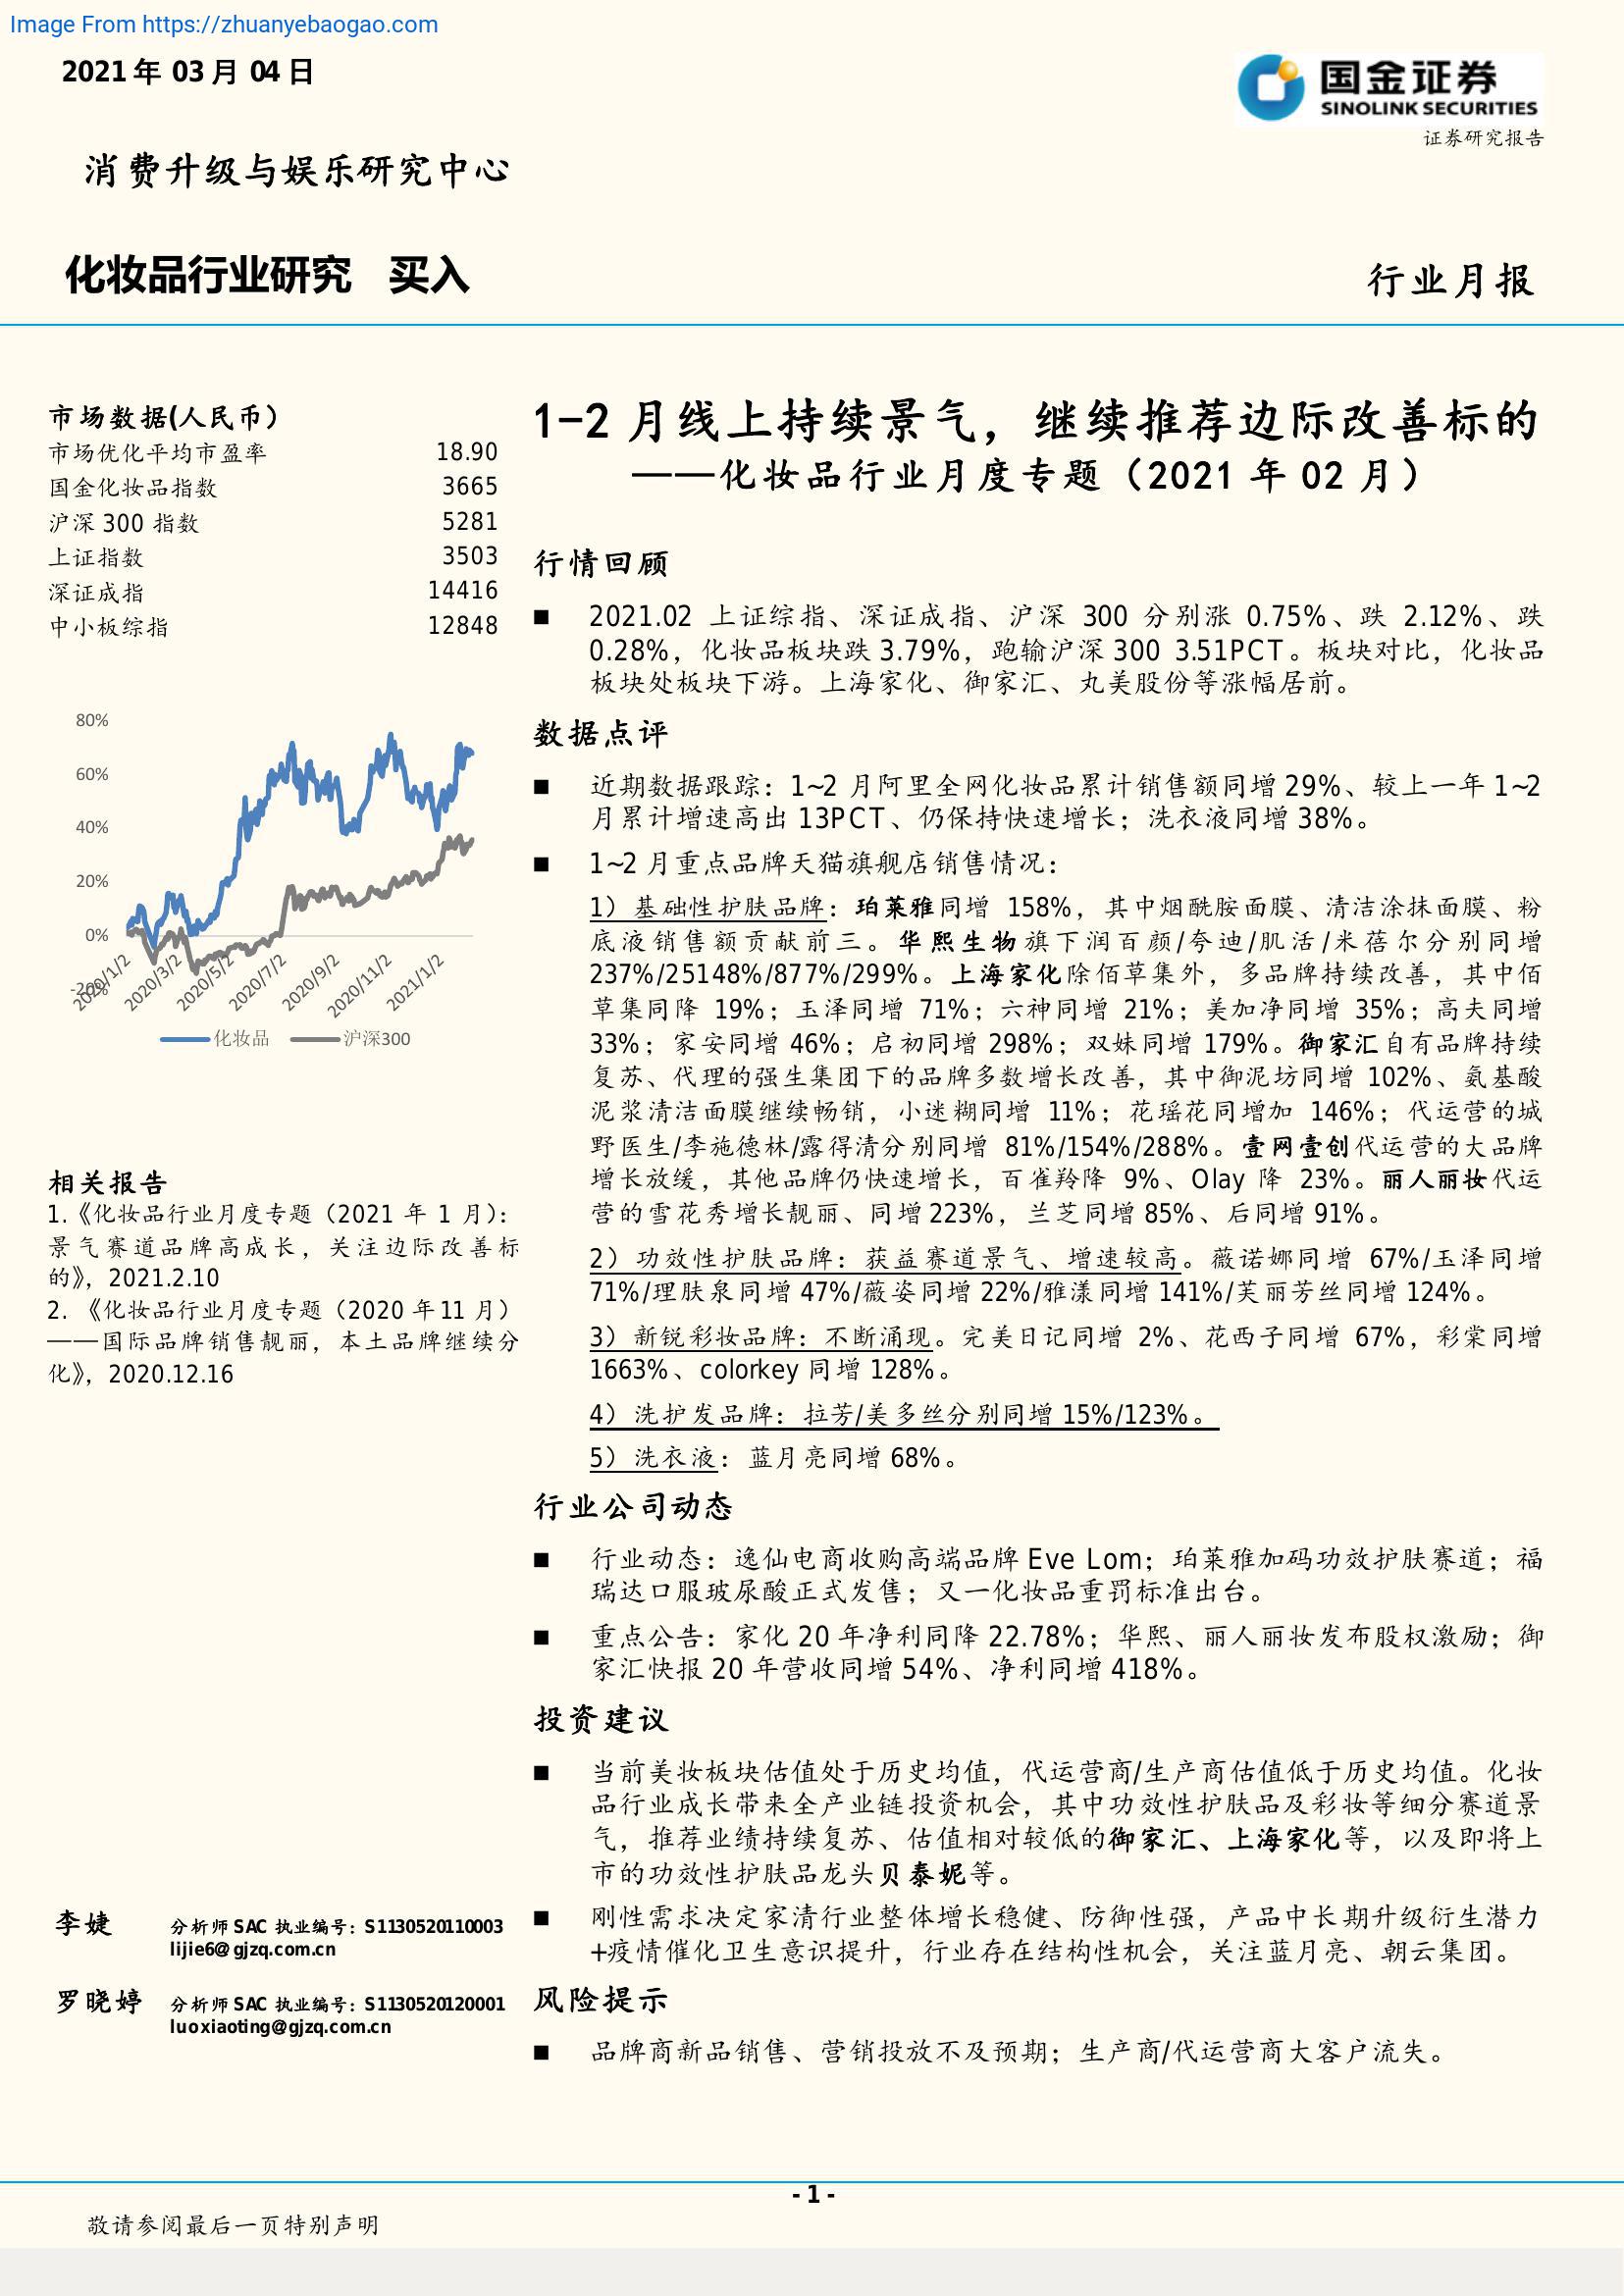 Image From https://zhuanyebaogao.com
2021年 03月 04日
国金证券
SINOLINK SECURITIES
证券研究报告
消费升级与娱乐研究中心
化妆品行业研究 买入
行业月报
市场数据(人民币）
市场优化平均市盈率 18.90
国金化妆品指数 3665
沪深 300 指数 5281
上证指数 3503
深证成指 14416
中小板综指 12848
80%
60%
40%
20%
0%
-20%
2020/1/2
2020/3/2
2020/5/2
2020/7/2
2020/9/2
2020/11/2
2021/1/2
化妆品 沪深300
相关报告
1.《化妆品行业月度专题（2021 年 1 月）：
景气赛道品牌高成长，关注边际改善标
的》，2021.2.10
2. 《化妆品行业月度专题（2020 年11 月）
——国际品牌销售靓丽，本土品牌继续分
化》，2020.12.16
李婕 分析师 SAC 执业编号：S1130520110003
lijie6@gjzq.com.cn
罗晓婷 分析师 SAC 执业编号：S1130520120001
luoxiaoting@gjzq.com.cn
1-2 月线上持续景气，继续推荐边际改善标的
——化妆品行业月度专题（2021 年 02 月）
行情回顾
■ 2021.02 上证综指、深证成指、沪深 300 分别涨 0.75%、跌 2.12%、跌
0.28%，化妆品板块跌 3.79%，跑输沪深 300 3.51PCT。板块对比，化妆品
板块处板块下游。上海家化、御家汇、丸美股份等涨幅居前。
数据点评
■ 近期数据跟踪：1~2 月阿里全网化妆品累计销售额同增 29%、较上一年 1~2
月累计增速高出 13PCT、仍保持快速增长；洗衣液同增 38%。
■ 1~2 月重点品牌天猫旗舰店销售情况：
1）基础性护肤品牌：珀莱雅同增 158%，其中烟酰胺面膜、清洁涂抹面膜、粉
底液销售额贡献前三。华熙生物旗下润百颜/夸迪/肌活/米蓓尔分别同增
237%/25148%/877%/299%。上海家化除佰草集外，多品牌持续改善，其中佰
草集同降 19%；玉泽同增 71%；六神同增 21%；美加净同增 35%；高夫同增
33%；家安同增 46%；启初同增 298%；双妹同增 179%。御家汇自有品牌持续
复苏、代理的强生集团下的品牌多数增长改善，其中御泥坊同增 102%、氨基酸
泥浆清洁面膜继续畅销，小迷糊同增 11%；花瑶花同增加 146%；代运营的城
野医生/李施德林/露得清分别同增 81%/154%/288%。壹网壹创代运营的大品牌
增长放缓，其他品牌仍快速增长，百雀羚降 9%、Olay 降 23%。丽人丽妆代运
营的雪花秀增长靓丽、同增 223%，兰芝同增 85%、后同增 91%。
2）功效性护肤品牌：获益赛道景气、增速较高。薇诺娜同增 67%/玉泽同增
71%/理肤泉同增 47%/薇姿同增 22%/雅漾同增 141%/芙丽芳丝同增 124%。
3）新锐彩妆品牌：不断涌现。完美日记同增 2%、花西子同增 67%，彩棠同增
1663%、colorkey 同增 128%。
4）洗护发品牌：拉芳/美多丝分别同增 15%/123%。
5）洗衣液：蓝月亮同增 68%。
行业公司动态
■ 行业动态：逸仙电商收购高端品牌 Eve Lom；珀莱雅加码功效护肤赛道；福
瑞达口服玻尿酸正式发售；又一化妆品重罚标准出台。
■ 重点公告：家化 20 年净利同降 22.78%；华熙、丽人丽妆发布股权激励；御
家汇快报 20 年营收同增 54%、净利同增 418%。
投资建议
■ 当前美妆板块估值处于历史均值，代运营商/生产商估值低于历史均值。化妆
品行业成长带来全产业链投资机会，其中功效性护肤品及彩妆等细分赛道景
气，推荐业绩持续复苏、估值相对较低的御家汇、上海家化等，以及即将上
市的功效性护肤品龙头贝泰妮等。
■ 刚性需求决定家清行业整体增长稳健、防御性强，产品中长期升级衍生潜力
+疫情催化卫生意识提升，行业存在结构性机会，关注蓝月亮、朝云集团。
风险提示
■ 品牌商新品销售、营销投放不及预期；生产商/代运营商大客户流失。
- 1 -
敬请参阅最后一页特别声明